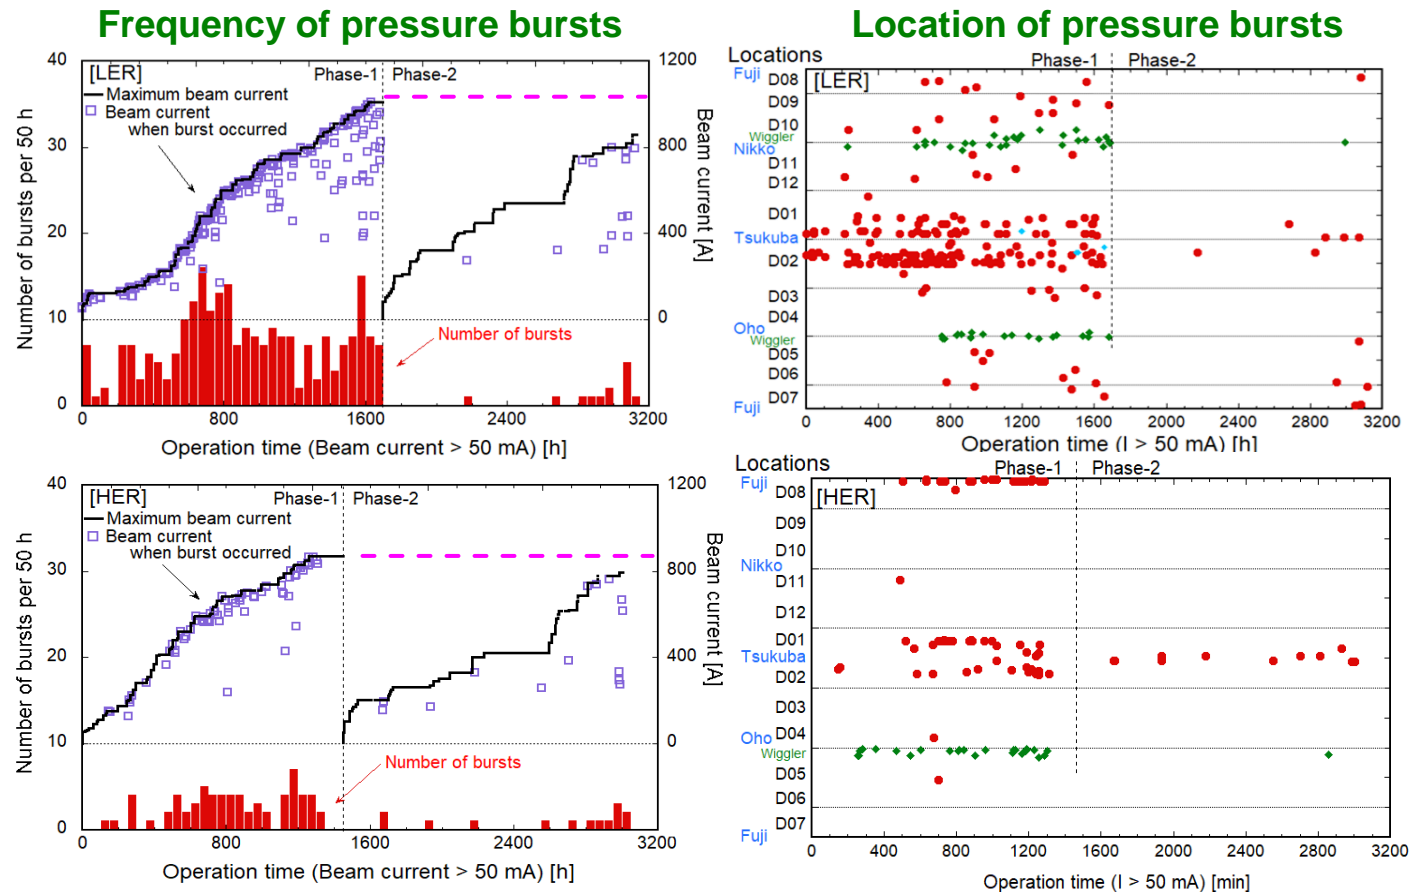 Frequency of pressure bursts
Location of pressure bursts
40
30
20
10
0
Number of bursts per 50 h
[LER]
Phase-1
Phase-2
Maximum beam current
Beam current
when burst occurred
Number of bursts
1200
800
400
0
Beam current [A]
0
800
1600
2400
3200
Operation time (Beam current > 50 mA) [h]
Locations
Phase-1
Phase-2
[LER]
Fuji
D08
D09
D10
Wiggler
Nikko
D11
D12
D01
Tsukuba
D02
D03
D04
Oho
Wiggler
D05
D06
D07
Fuji
0
400
800
1200
1600
2000
2400
2800
3200
Operation time (I > 50 mA) [h]
40
30
20
10
0
Number of bursts per 50 h
[HER]
Phase-1
Phase-2
Maximum beam current
Beam current
when burst occurred
Number of bursts
1200
800
400
0
Beam current [A]
0
800
1600
2400
3200
Operation time (Beam current > 50 mA) [h]
Locations
Phase-1
Phase-2
[HER]
Fuji
D08
D09
D10
Nikko
D11
D12
D01
Tsukuba
D02
D03
Oho
D04
Wiggler
D05
D06
D07
Fuji
0
400
800
1200
1600
2000
2400
2800
3200
Operation time (I > 50 mA) [min]